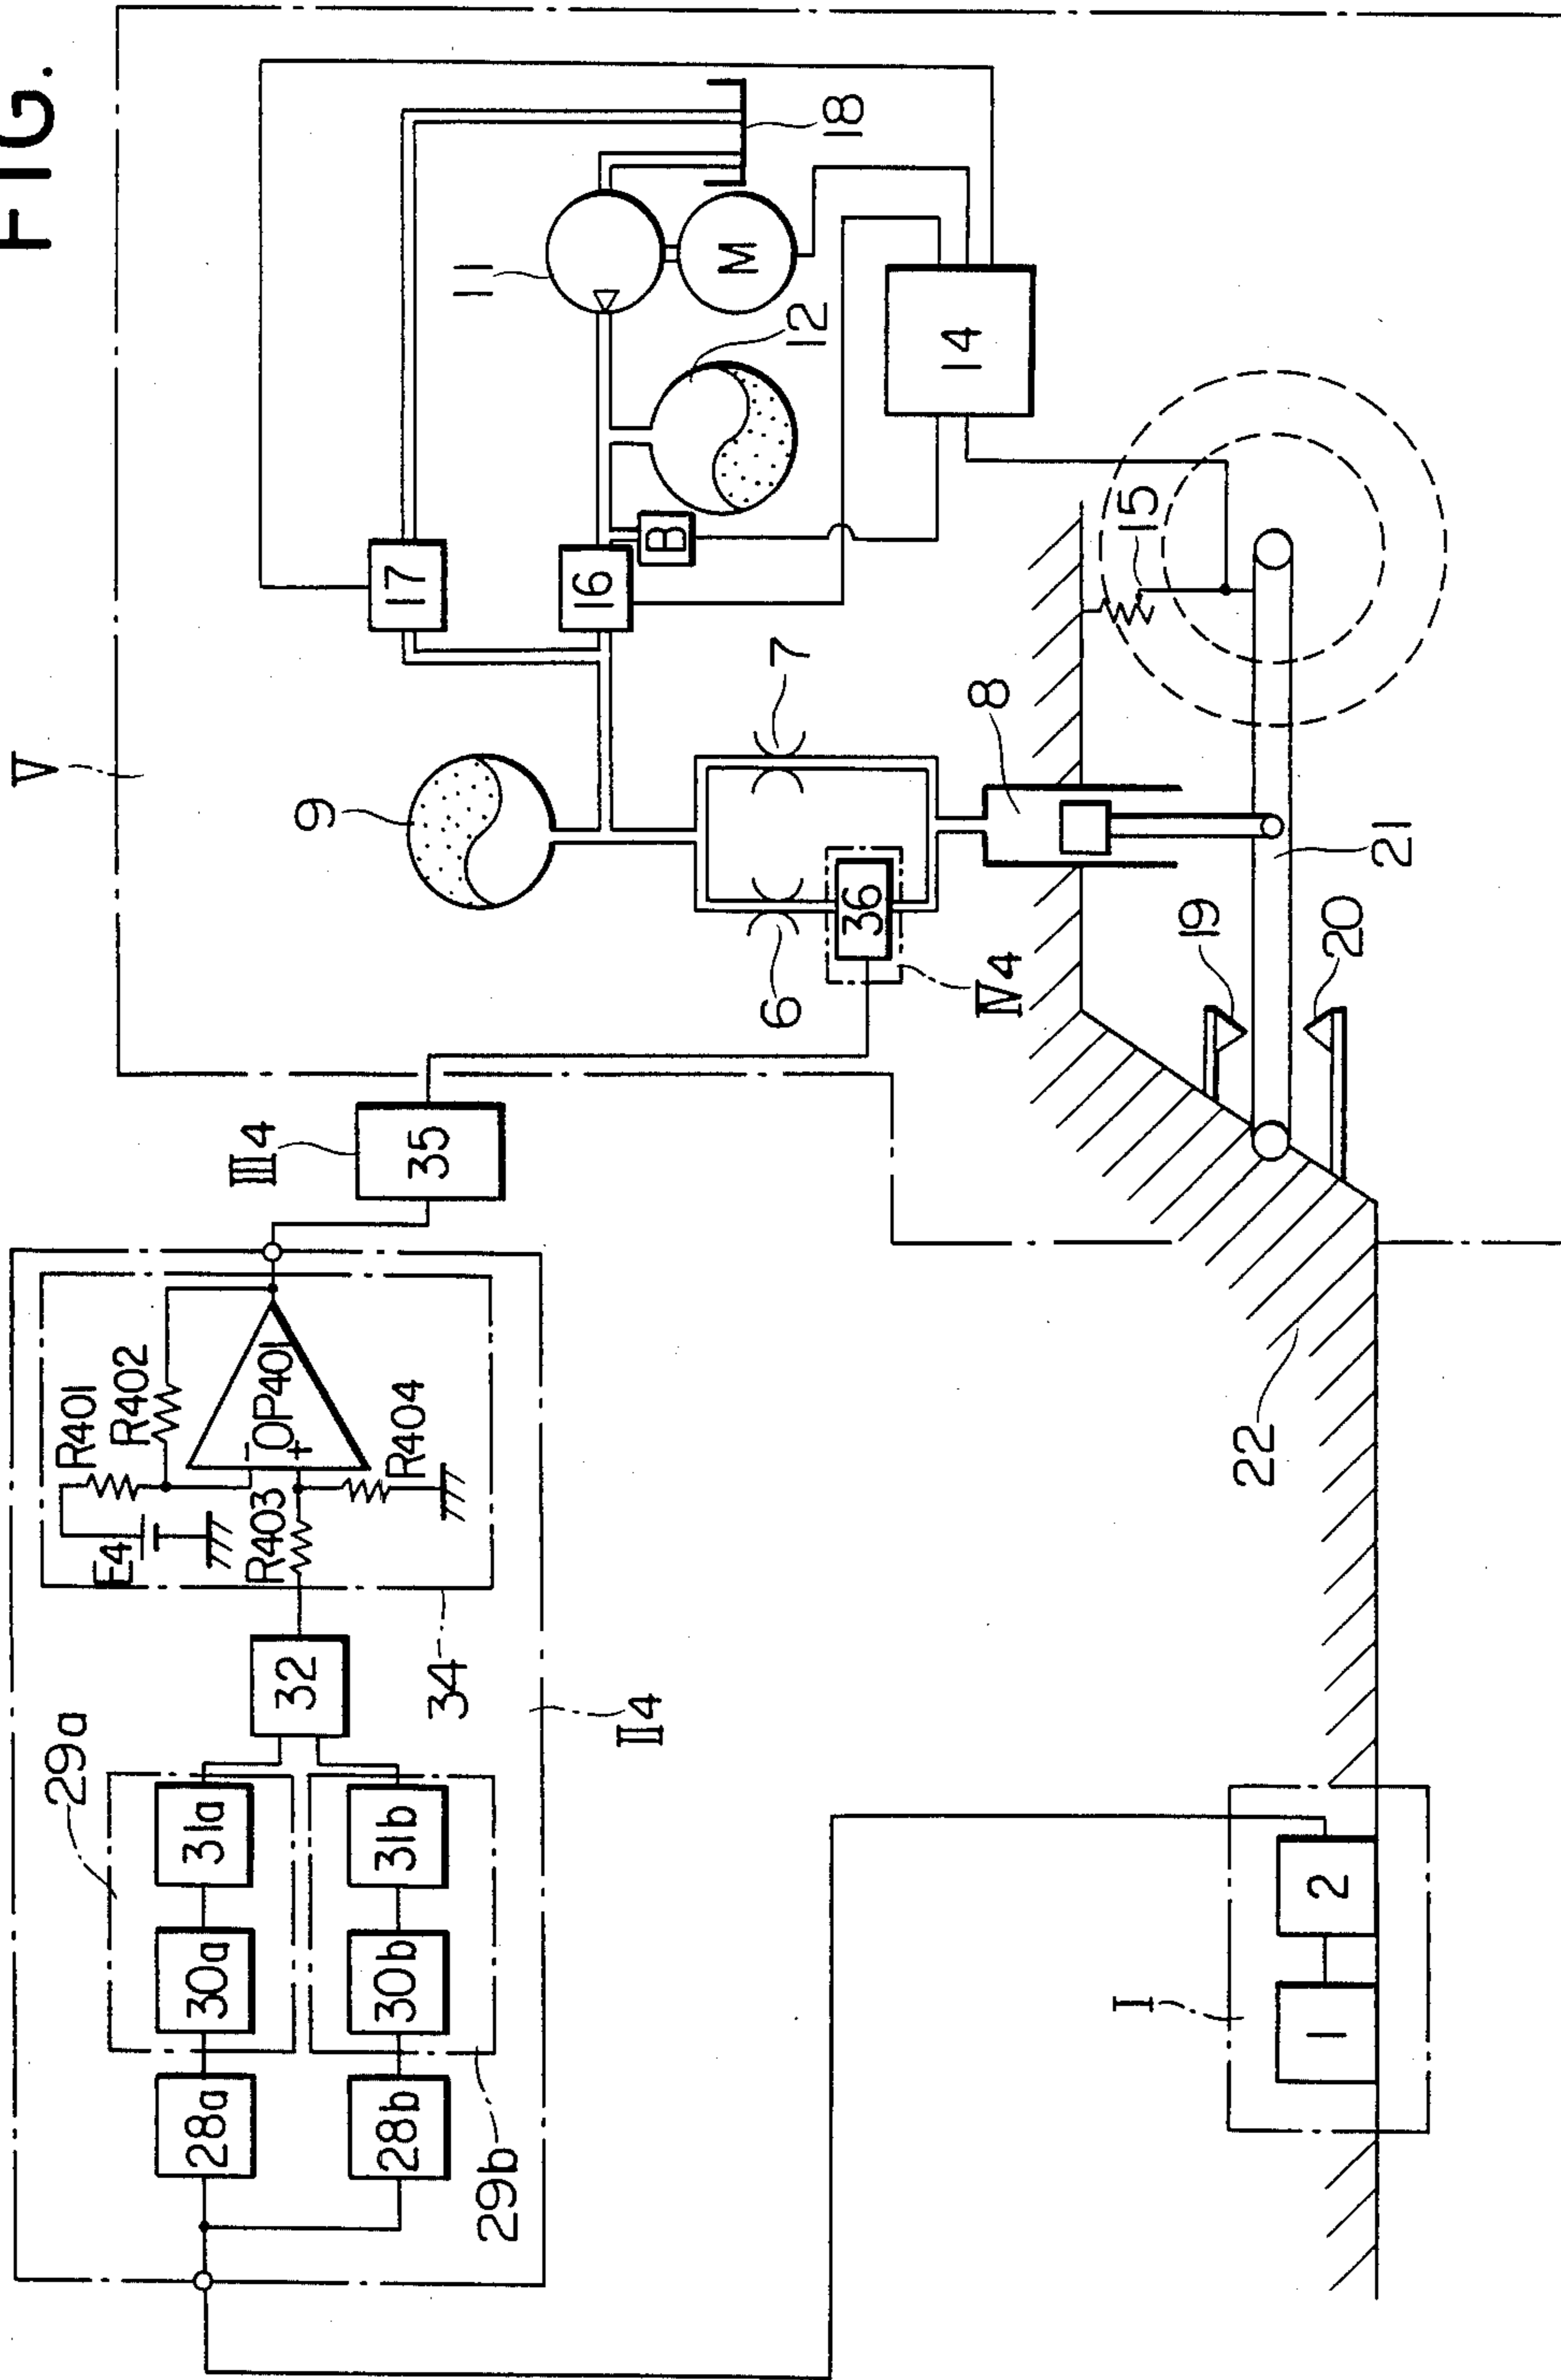 FIG.
V
II4
29a
28a
30a
31a
28b
30b
31b
29b
32
34
E4
R401
R402
R403
R404
OP401
-
+
III4
35
9
6
7
36
IV4
8
17
16
B
11
M
12
18
14
15
19
20
21
22
I
1
2